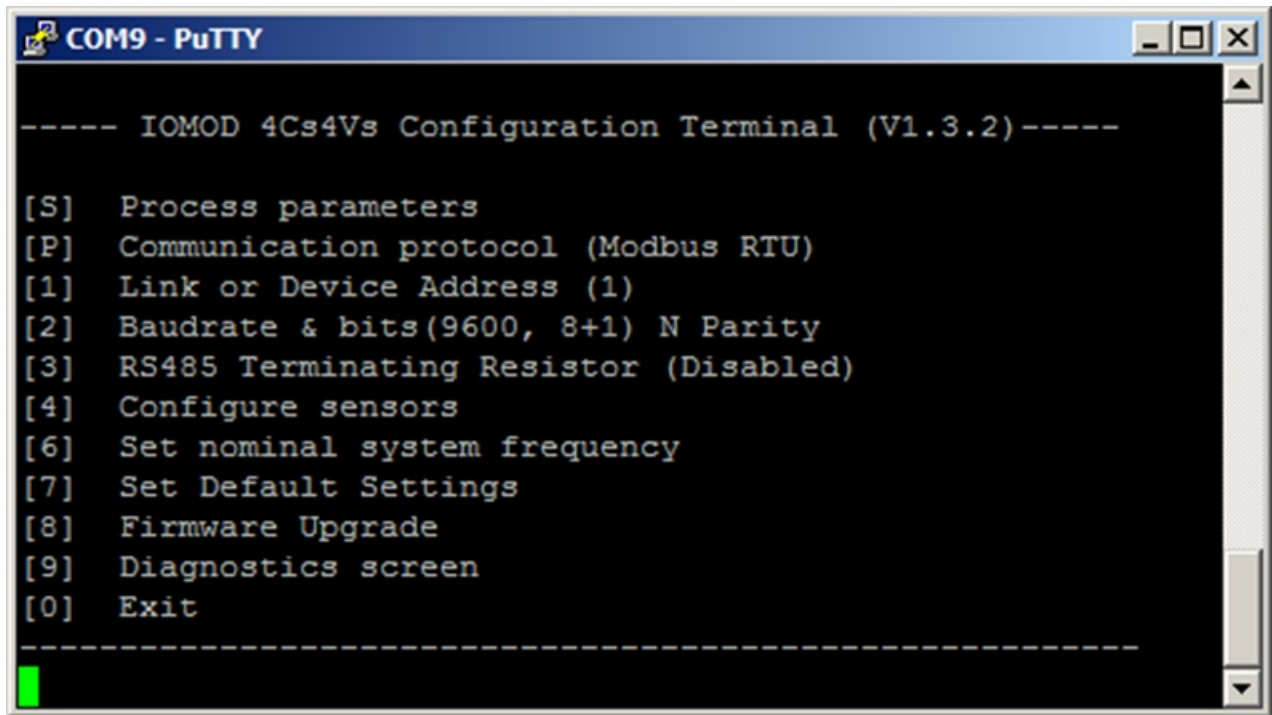 COM9 - PuTTY
----- IOMOD 4Cs4Vs Configuration Terminal (V1.3.2)-----
[S] Process parameters
[P] Communication protocol (Modbus RTU)
[1] Link or Device Address (1)
[2] Baudrate & bits(9600, 8+1) N Parity
[3] RS485 Terminating Resistor (Disabled)
[4] Configure sensors
[6] Set nominal system frequency
[7] Set Default Settings
[8] Firmware Upgrade
[9] Diagnostics screen
[0] Exit
--------------------------------------------------------